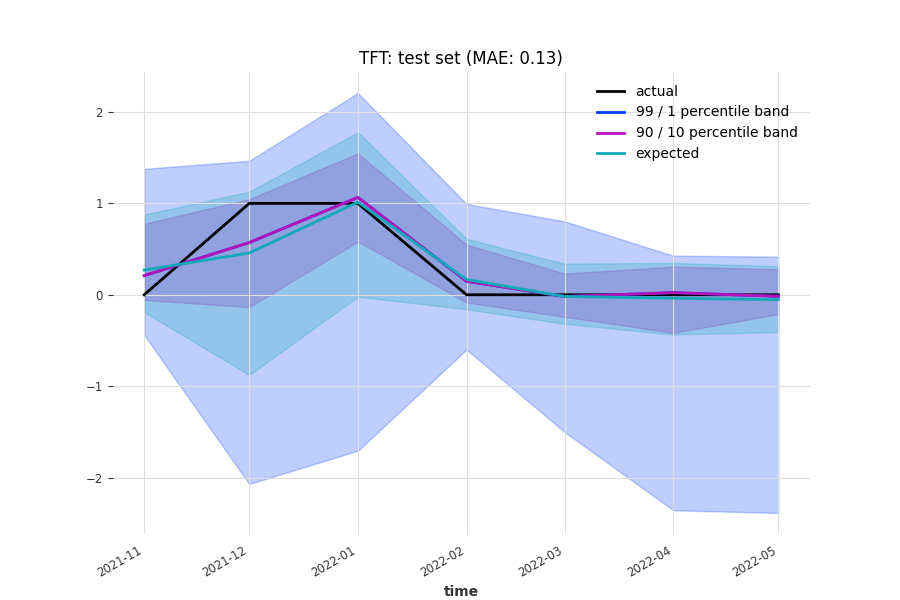 TFT: test set (MAE: 0.13)
actual
99 / 1 percentile band
90 / 10 percentile band
expected
2
1
0
−1
−2
2021-11
2021-12
2022-01
2022-02
2022-03
2022-04
2022-05
time